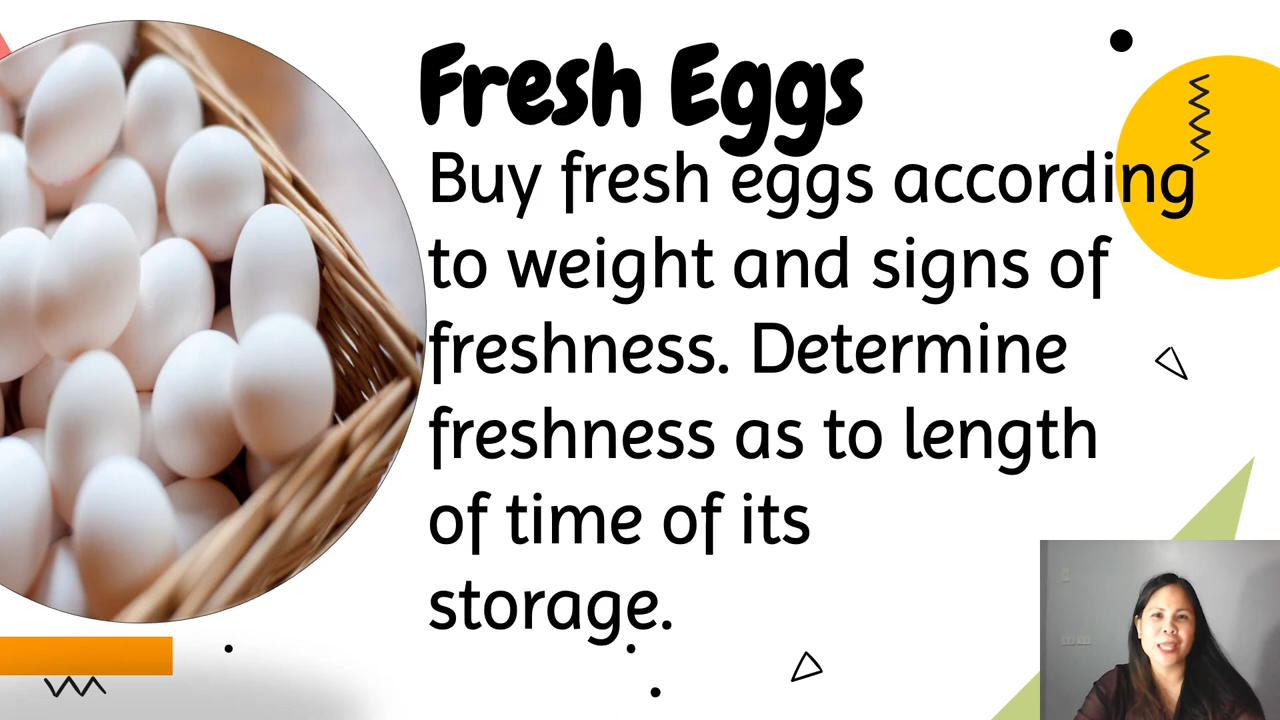 Fresh Eggs
Buy fresh eggs according
to weight and signs of
freshness. Determine
freshness as to length
of time of its
storage.